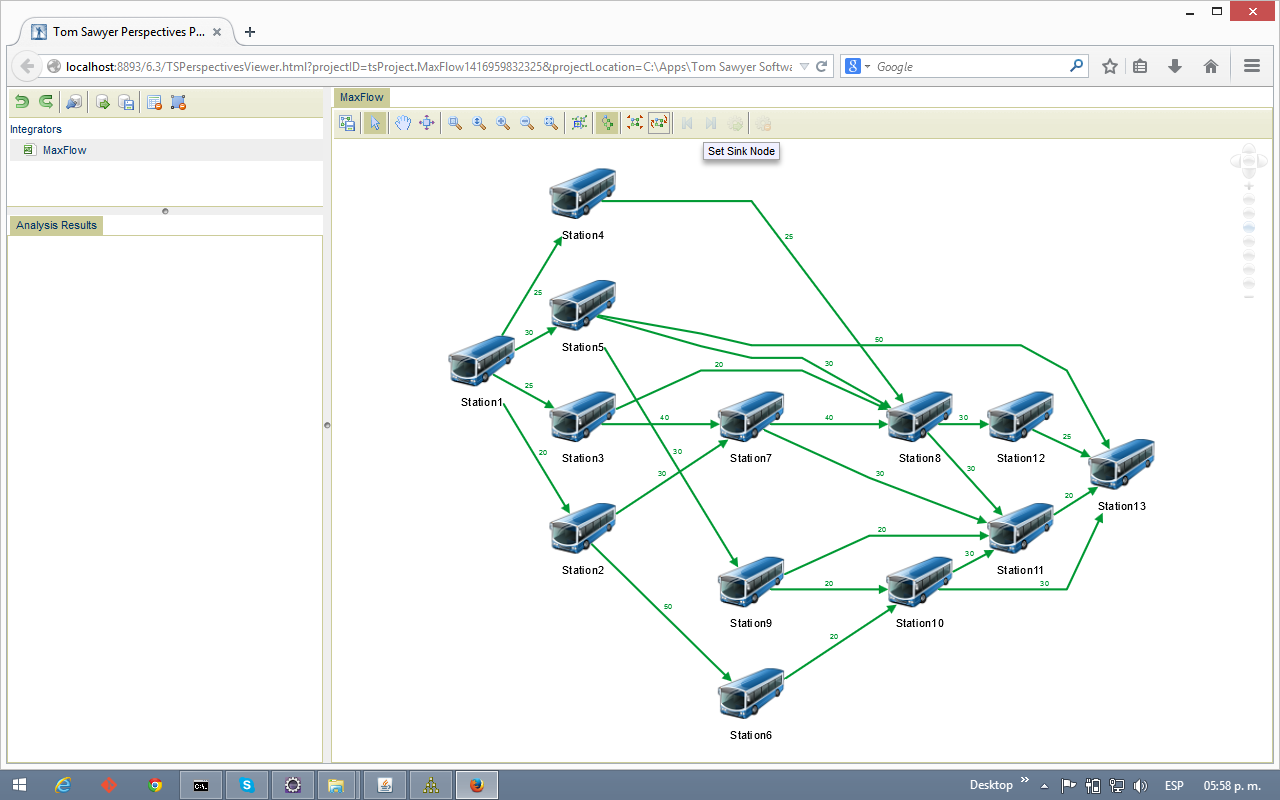 Tom Sawyer Perspectives P...
localhost:8893/6.3/TSPerspectivesViewer.html?projectID=tsProject.MaxFlow1416959832325&projectLocation=C:\Apps\Tom Sawyer Softwa
8
Google
MaxFlow
Integrators
MaxFlow
Set Sink Node
Analysis Results
Station4
25
25
Station5
30
50
Station1
30
20
25
40
40
30
Station3
Station7
Station8
Station12
25
20
30
30
30
30
20
Station13
20
Station2
Station11
30
20
30
Station9
Station10
50
20
Station6
C:\.
Desktop
ESP
05:58 p. m.